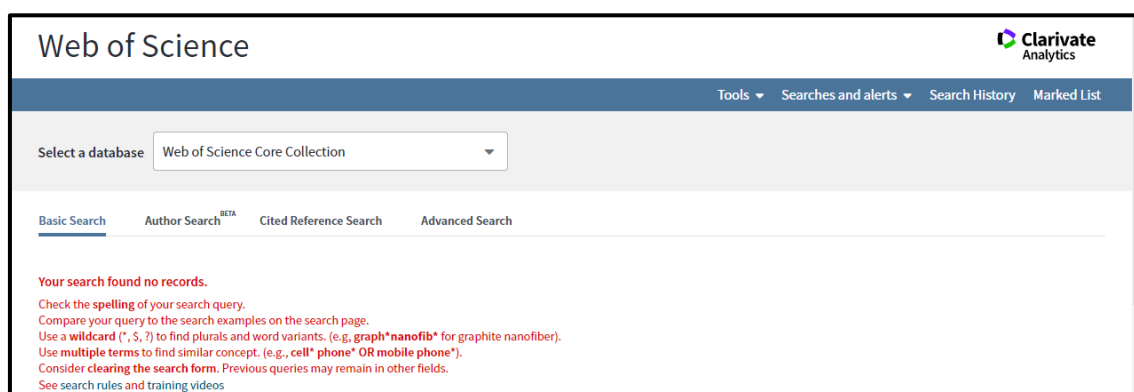 Web of Science
Clarivate
Analytics
Tools Searches and alerts Search History Marked List
Select a database Web of Science Core Collection
Basic Search Author Search BETA Cited Reference Search Advanced Search
Your search found no records.
Check the spelling of your search query.
Compare your query to the search examples on the search page.
Use a wildcard (*, $, ?) to find plurals and word variants. (e.g, graph*nanofib* for graphite nanofiber).
Use multiple terms to find similar concept. (e.g., cell* phone* OR mobile phone*).
Consider clearing the search form. Previous queries may remain in other fields.
See search rules and training videos